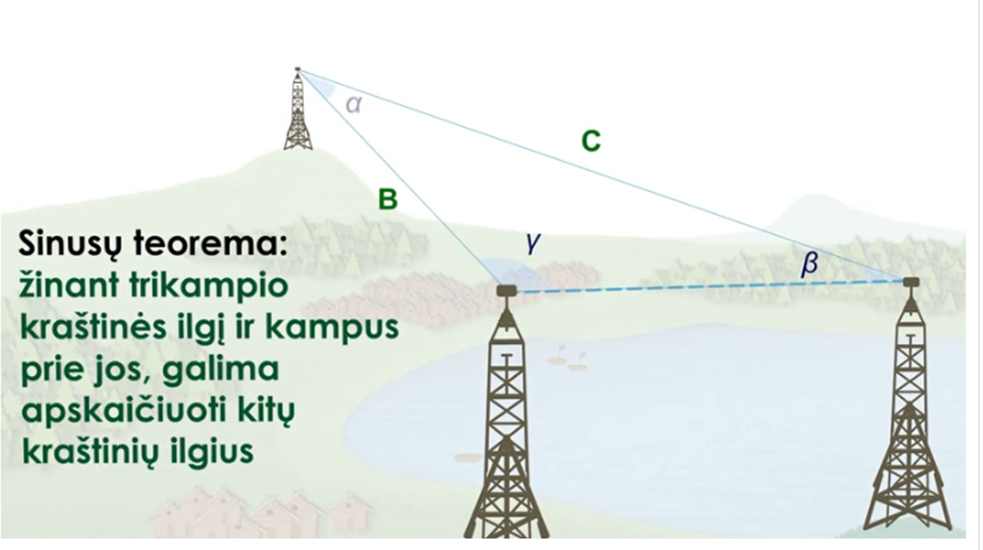 α
C
B
γ
β
Sinusų teorema:
žinant trikampio
kraštinės ilgį ir kampus
prie jos, galima
apskaičiuoti kitų
kraštinių ilgius